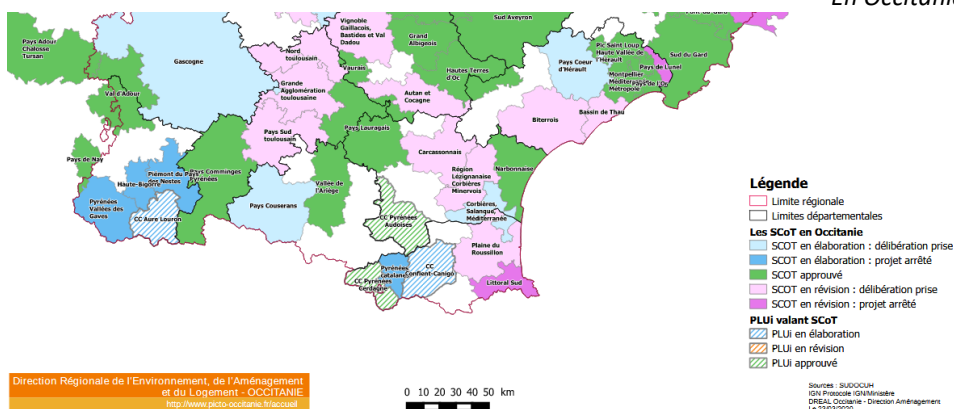 En Occitanie
Sud Aveyron
Vignoble
Gaillacois,
Bastides et Val
Dadou
Grand
Albigeois
Pays Adour
Chalosse
Tursan
Gascogne
Nord
toulousain
Vaurais
Hautes Terres
d'Oc
Pays Coeur
d'Hérault
Pic Saint Loup
Haute Vallée de
l'Hérault
Pays de Lunel
Sud du Gard
Montpellier
Méditerranée
Métropole
Val d'Adour
Grande
Agglomération
toulousaine
Autan et
Cocagne
Biterrois
Bassin de Thau
Pays Sud
toulousain
Pays Lauragais
Carcassonnais
Pays de Nay
Piémont du Pays
des Nestes
Haute-Bigorre
Pays Comminges
Pyrénées
Vallée de
l'Ariège
Région
Lézignanaise
Corbières
Minervois
Narbonnaise
Pyrénées
Vallées des
Gaves
CC Aure Louron
Pays Couserans
CC Pyrénées
Audoises
Corbières,
Salanque,
Méditerranée
Plaine du
Roussillon
CC Pyrénées
Cerdagne
Pyrénées
catalanes
CC
Conflent-Canigó
Littoral Sud
Légende
Limite régionale
Limites départementales
Les SCoT en Occitanie
SCOT en élaboration : délibération prise
SCOT en élaboration : projet arrêté
SCOT approuvé
SCOT en révision : délibération prise
SCOT en révision : projet arrêté
PLUi valant SCoT
PLUi en élaboration
PLUi en révision
PLUi approuvé
Direction Régionale de l'Environnement, de l'Aménagement
et du Logement - OCCITANIE
http://www.picto-occitanie.fr/accueil
0 10 20 30 40 50 km
Sources : SUDOCUH
IGN Protocole IGN/Ministère
DREAL Occitanie - Direction Aménagement
Le 23/03/2020